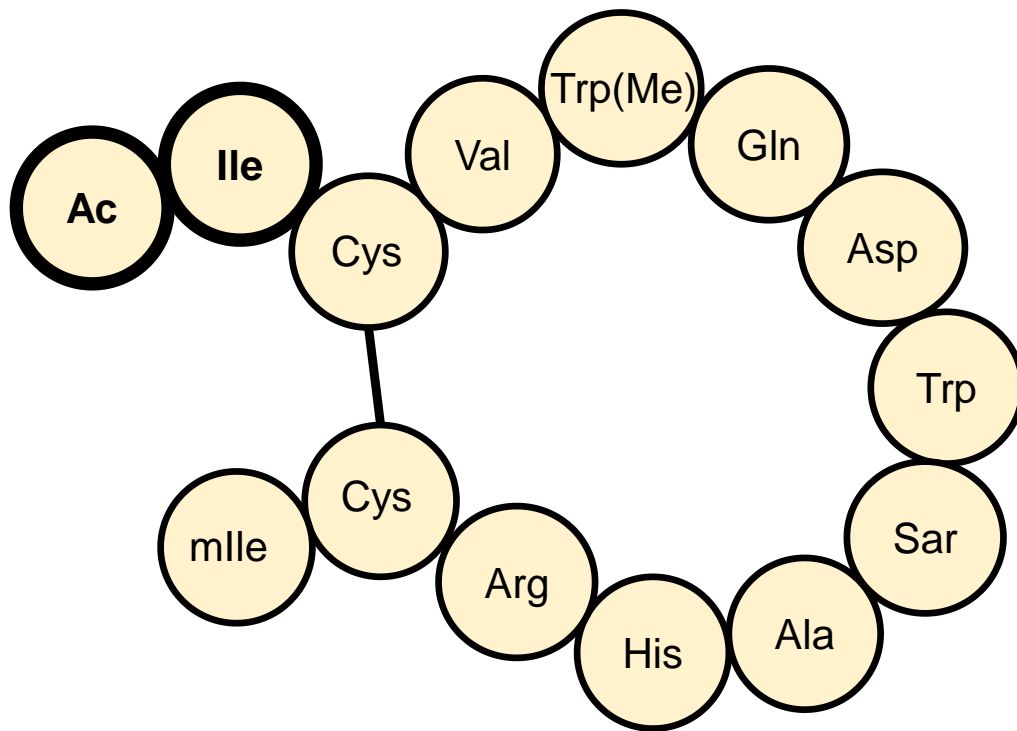 Ac
Ile
Cys
Val
Trp(Me)
Gln
Asp
Trp
Sar
Ala
His
Arg
Cys
mIle